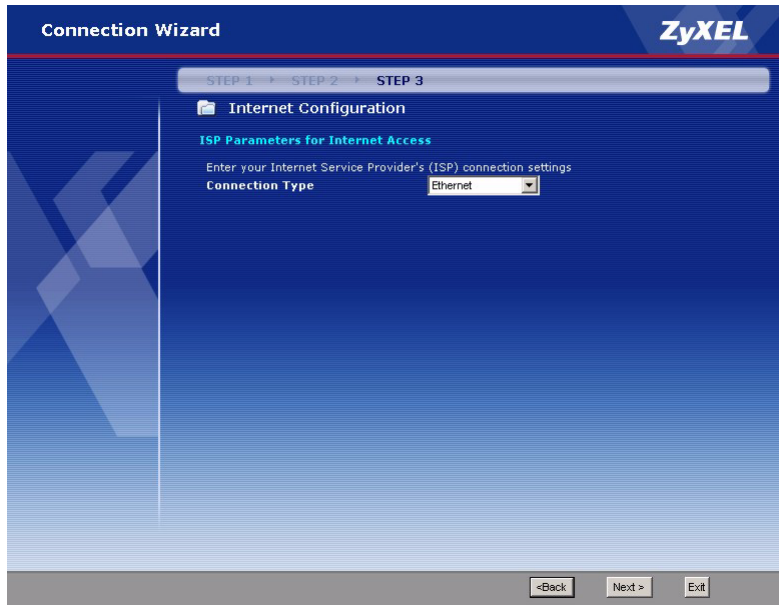 Connection Wizard
ZyXEL
STEP 1 STEP 2 STEP 3
Internet Configuration
ISP Parameters for Internet Access
Enter your Internet Service Provider's (ISP) connection settings
Connection Type Ethernet
<Back Next > Exit